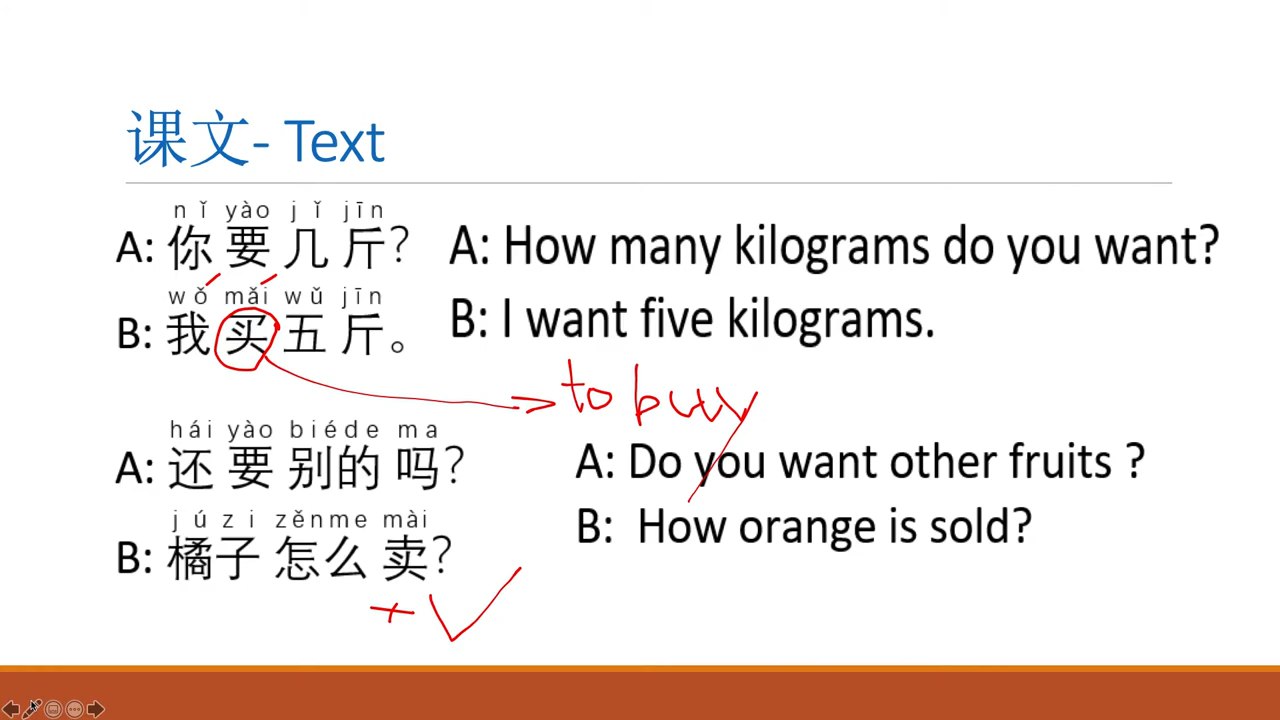 课文- Text
nǐ yào jǐ jīn
A: 你要几斤?
A: How many kilograms do you want?
wǒ mǎi wǔ jīn
B: 我买五斤。
B: I want five kilograms.
to buy
hái yào biéde ma
A: 还要别的吗?
A: Do you want other fruits ?
júzi zěnme mài
B: 橘子怎么卖?
B: How orange is sold?
+